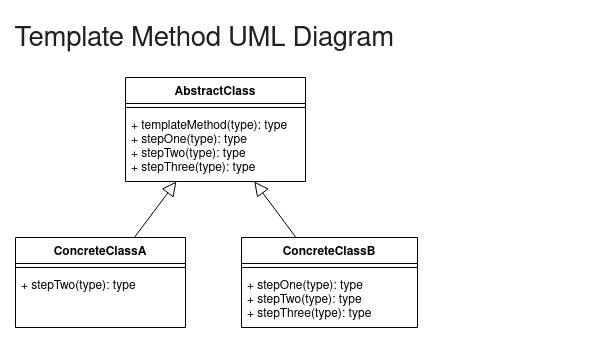 Template Method UML Diagram
AbstractClass
+ templateMethod(type): type
+ stepOne(type): type
+ stepTwo(type): type
+ stepThree(type): type
ConcreteClassA
+ stepTwo(type): type
ConcreteClassB
+ stepOne(type): type
+ stepTwo(type): type
+ stepThree(type): type